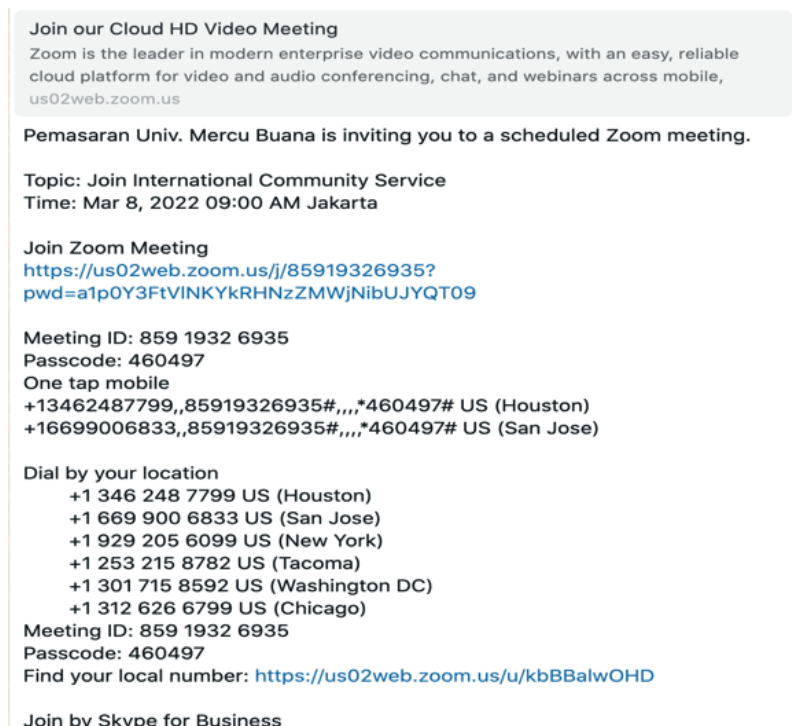 Join our Cloud HD Video Meeting
Zoom is the leader in modern enterprise video communications, with an easy, reliable
cloud platform for video and audio conferencing, chat, and webinars across mobile,
us02web.zoom.us
Pemasaran Univ. Mercu Buana is inviting you to a scheduled Zoom meeting.
Topic: Join International Community Service
Time: Mar 8, 2022 09:00 AM Jakarta
Join Zoom Meeting
https://us02web.zoom.us/j/85919326935?
pwd=a1p0Y3FtVlNKYkRHNzZMWjNibUJYQT09
Meeting ID: 859 1932 6935
Passcode: 460497
One tap mobile
+13462487799,,85919326935#,,,,*460497# US (Houston)
+16699006833,,85919326935#,,,,*460497# US (San Jose)
Dial by your location
+1 346 248 7799 US (Houston)
+1 669 900 6833 US (San Jose)
+1 929 205 6099 US (New York)
+1 253 215 8782 US (Tacoma)
+1 301 715 8592 US (Washington DC)
+1 312 626 6799 US (Chicago)
Meeting ID: 859 1932 6935
Passcode: 460497
Find your local number: https://us02web.zoom.us/u/kbBBalwOHD
Join by Skype for Business